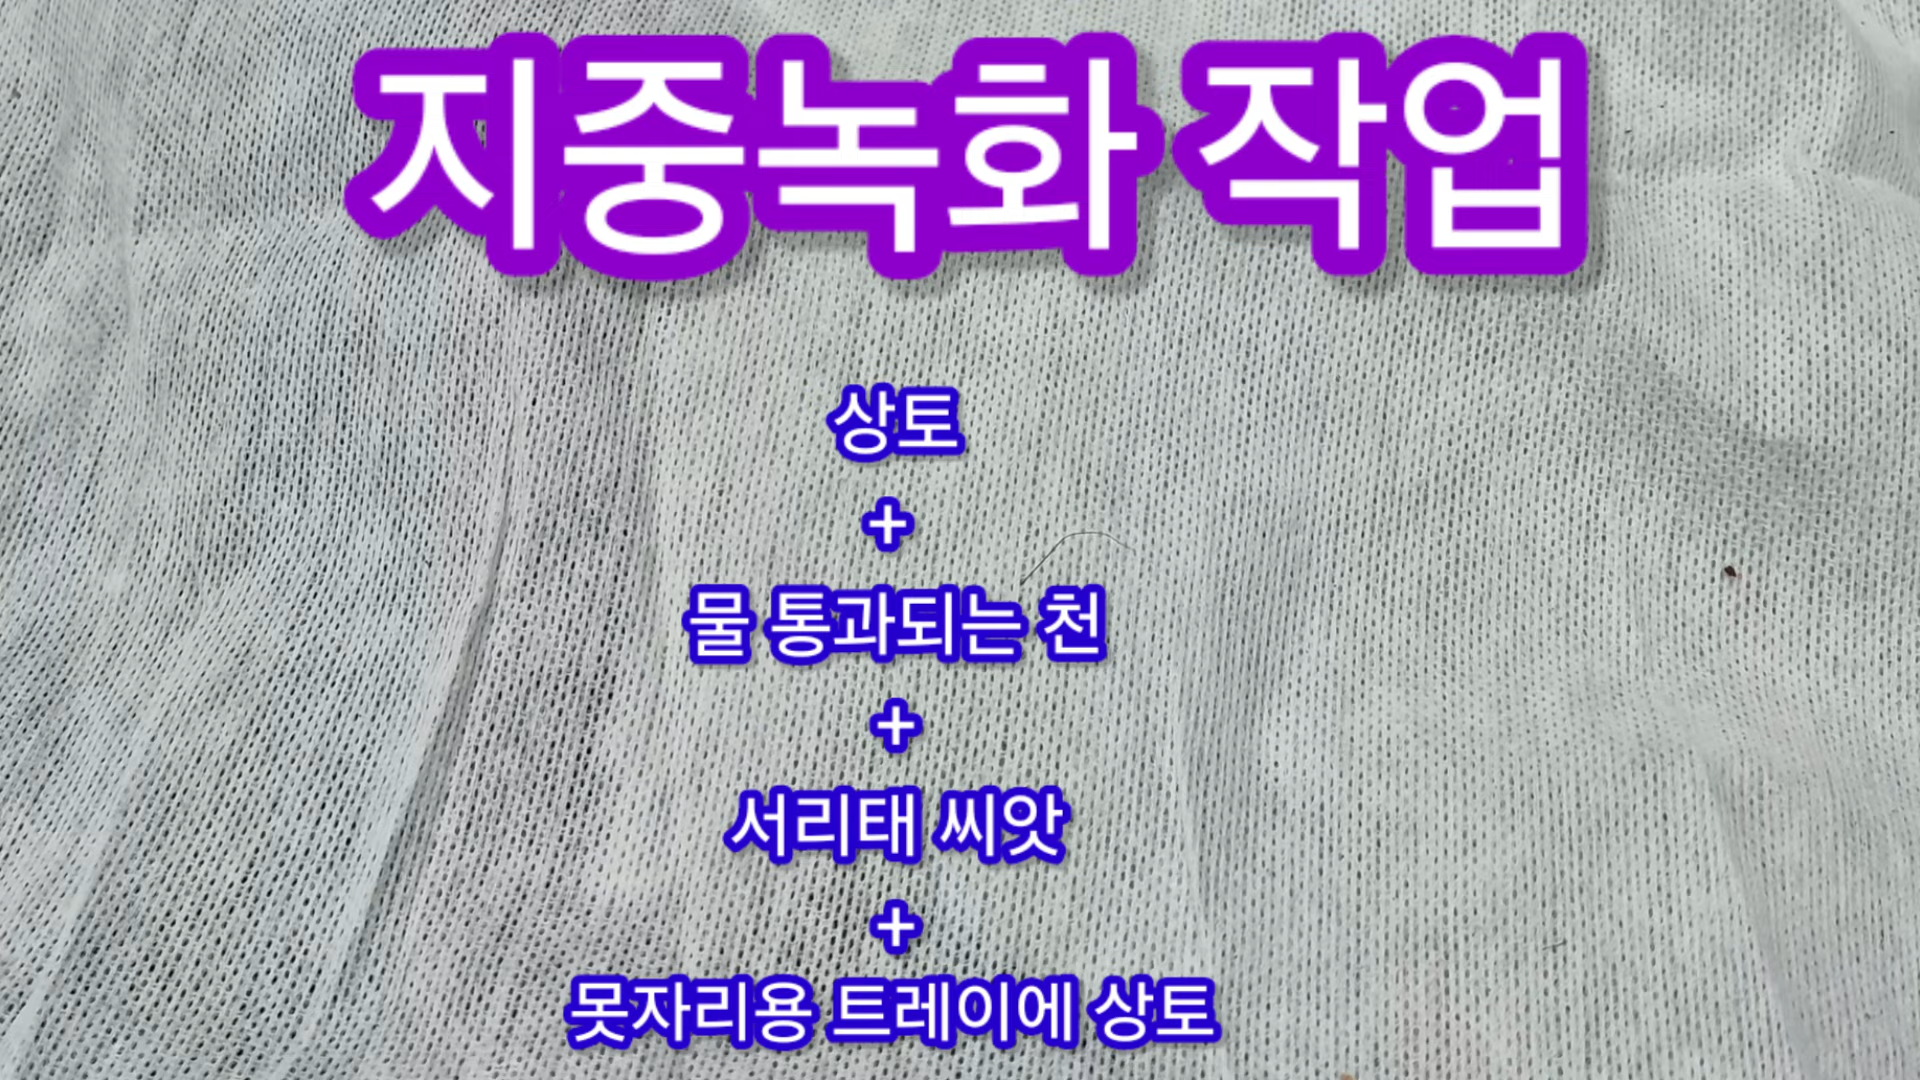 지중녹화 작업
상토
+
물 통과되는 천
+
서리태 씨앗
+
못자리용 트레이에 상토